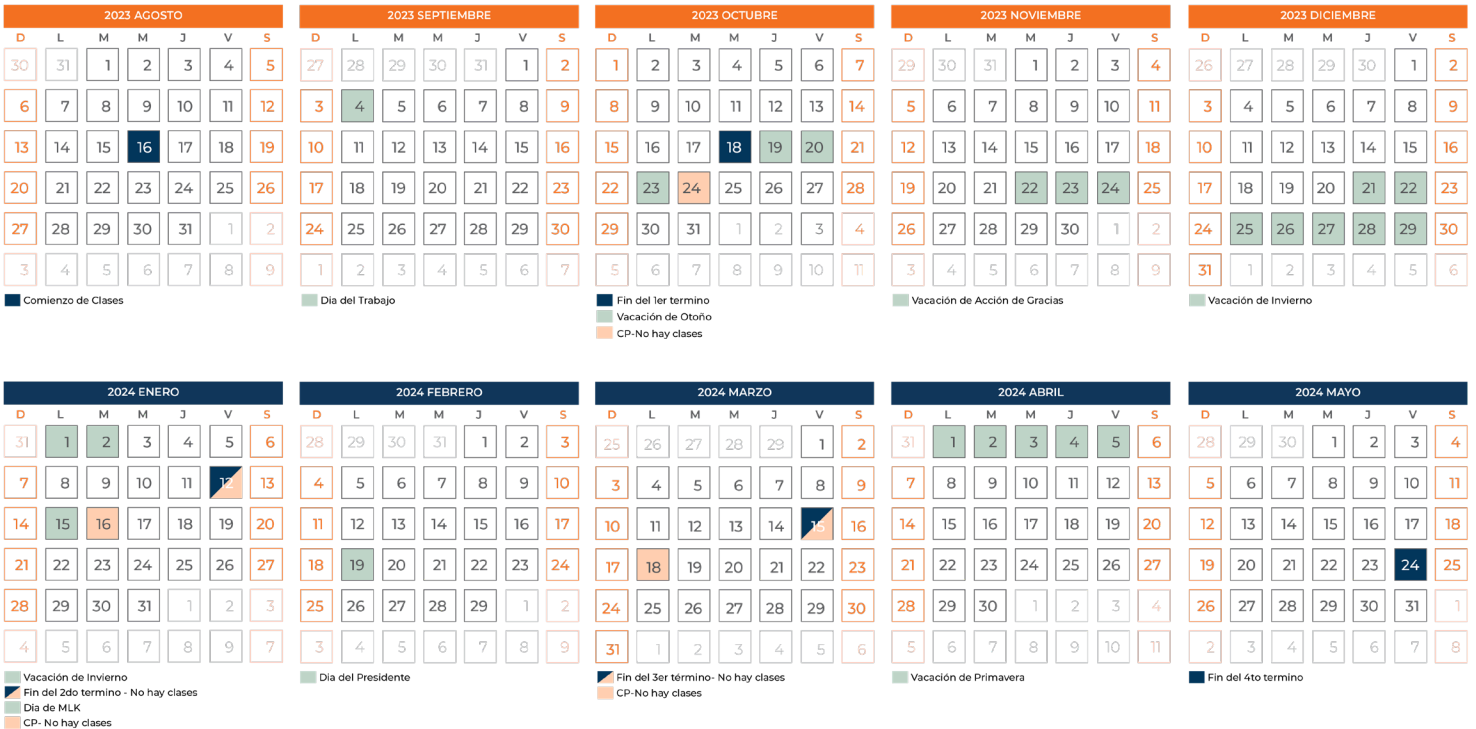 2023 AGOSTO
D L M M J V S
30 31 1 2 3 4 5
6 7 8 9 10 11 12
13 14 15 16 17 18 19
20 21 22 23 24 25 26
27 28 29 30 31 1 2
3 4 5 6 7 8 9
Comienzo de Clases
2023 SEPTIEMBRE
D L M M J V S
27 28 29 30 31 1 2
3 4 5 6 7 8 9
10 11 12 13 14 15 16
17 18 19 20 21 22 23
24 25 26 27 28 29 30
1 2 3 4 5 6 7
Dia del Trabajo
2023 OCTUBRE
D L M M J V S
1 2 3 4 5 6 7
8 9 10 11 12 13 14
15 16 17 18 19 20 21
22 23 24 25 26 27 28
29 30 31 1 2 3 4
5 6 7 8 9 10 11
Fin del 1er termino
Vacación de Otoño
CP-No hay clases
2023 NOVIEMBRE
D L M M J V S
29 30 31 1 2 3 4
5 6 7 8 9 10 11
12 13 14 15 16 17 18
19 20 21 22 23 24 25
26 27 28 29 30 1 2
3 4 5 6 7 8 9
Vacación de Acción de Gracias
2023 DICIEMBRE
D L M M J V S
26 27 28 29 30 1 2
3 4 5 6 7 8 9
10 11 12 13 14 15 16
17 18 19 20 21 22 23
24 25 26 27 28 29 30
31 1 2 3 4 5 6
Vacación de Invierno
2024 ENERO
D L M M J V S
31 1 2 3 4 5 6
7 8 9 10 11 12 13
14 15 16 17 18 19 20
21 22 23 24 25 26 27
28 29 30 31 1 2 3
4 5 6 7 8 9 7
Vacación de Invierno
Fin del 2do termino - No hay clases
Dia de MLK
CP- No hay clases
2024 FEBRERO
D L M M J V S
28 29 30 31 1 2 3
4 5 6 7 8 9 10
11 12 13 14 15 16 17
18 19 20 21 22 23 24
25 26 27 28 29 1 2
3 4 5 6 7 8 9
Dia del Presidente
2024 MARZO
D L M M J V S
25 26 27 28 29 1 2
3 4 5 6 7 8 9
10 11 12 13 14 15 16
17 18 19 20 21 22 23
24 25 26 27 28 29 30
31 1 2 3 4 5 6
Fin del 3er término- No hay clases
CP-No hay clases
2024 ABRIL
D L M M J V S
31 1 2 3 4 5 6
7 8 9 10 11 12 13
14 15 16 17 18 19 20
21 22 23 24 25 26 27
28 29 30 1 2 3 4
5 6 7 8 9 10 11
Vacación de Primavera
2024 MAYO
D L M M J V S
28 29 30 1 2 3 4
5 6 7 8 9 10 11
12 13 14 15 16 17 18
19 20 21 22 23 24 25
26 27 28 29 30 31 1
2 3 4 5 6 7 8
Fin del 4to termino